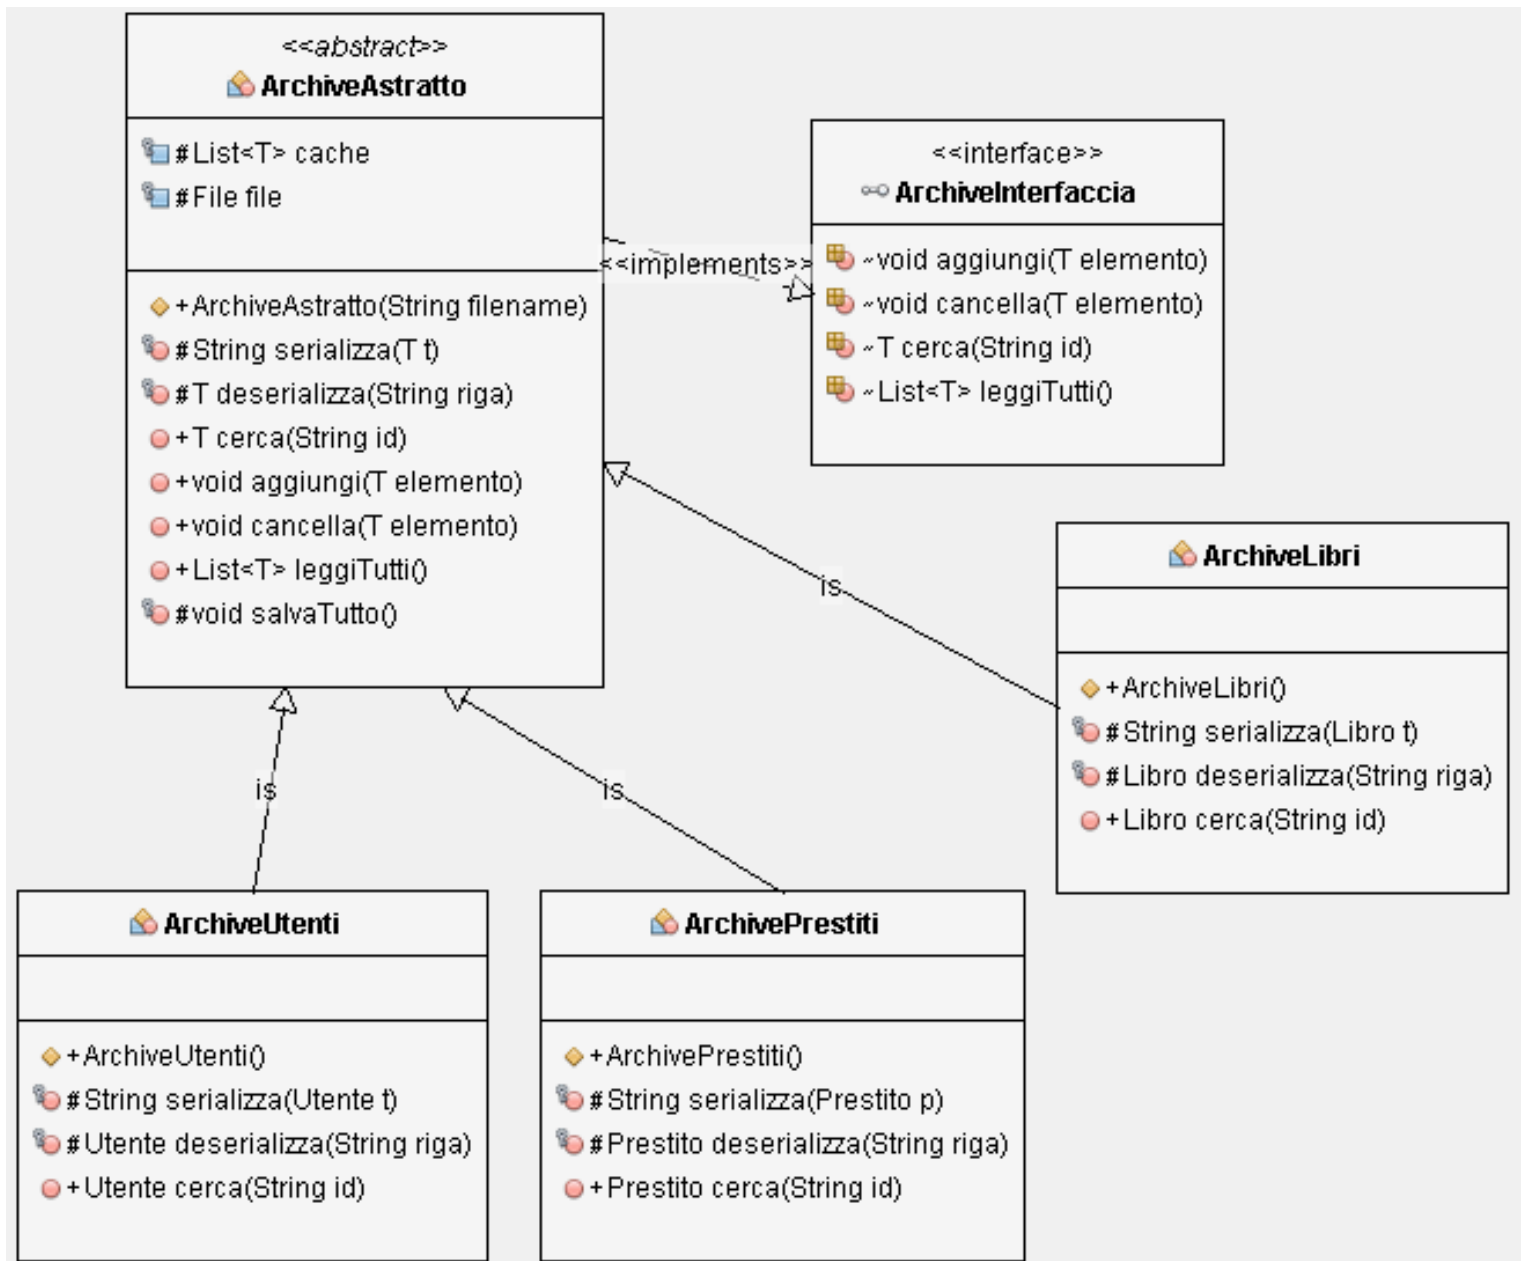 <<abstract>>
ArchiveAstratto
#List<T> cache
#File file
+ArchiveAstratto(String filename)
#String serializza(T t)
#T deserializza(String riga)
+T cerca(String id)
+void aggiungi(T elemento)
+void cancella(T elemento)
+List<T> leggiTutti()
#void salvaTutto()
<<implements>>
<<interface>>
ArchiveInterfaccia
~void aggiungi(T elemento)
~void cancella(T elemento)
~T cerca(String id)
~List<T> leggiTutti()
is
ArchiveLibri
+ArchiveLibri()
#String serializza(Libro t)
#Libro deserializza(String riga)
+Libro cerca(String id)
is
is
ArchiveUtenti
+ArchiveUtenti()
#String serializza(Utente t)
#Utente deserializza(String riga)
+Utente cerca(String id)
ArchivePrestiti
+ArchivePrestiti()
#String serializza(Prestito p)
#Prestito deserializza(String riga)
+Prestito cerca(String id)